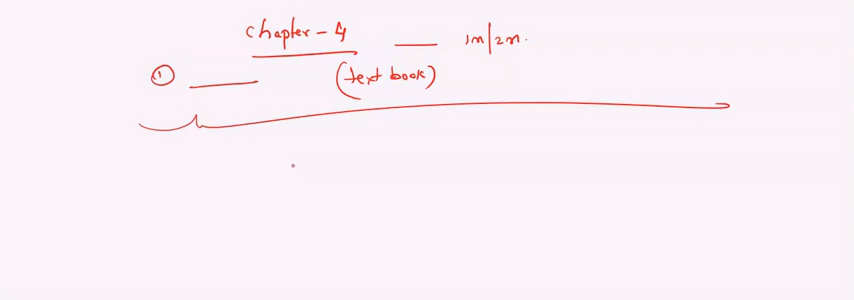 Chapter - 4 — 1m/2m.
① — (text book)